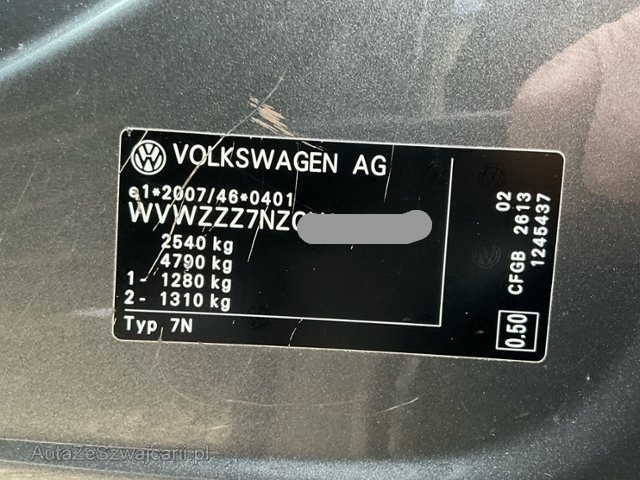 VOLKSWAGEN AG
e1*2007/46*0401
WVWZZZ7NZ
2540 kg
4790 kg
1- 1280 kg
2- 1310 kg
Typ 7N
02
CFGB 2613
1245437
0.50
AutaZeSzwajcarii.pl